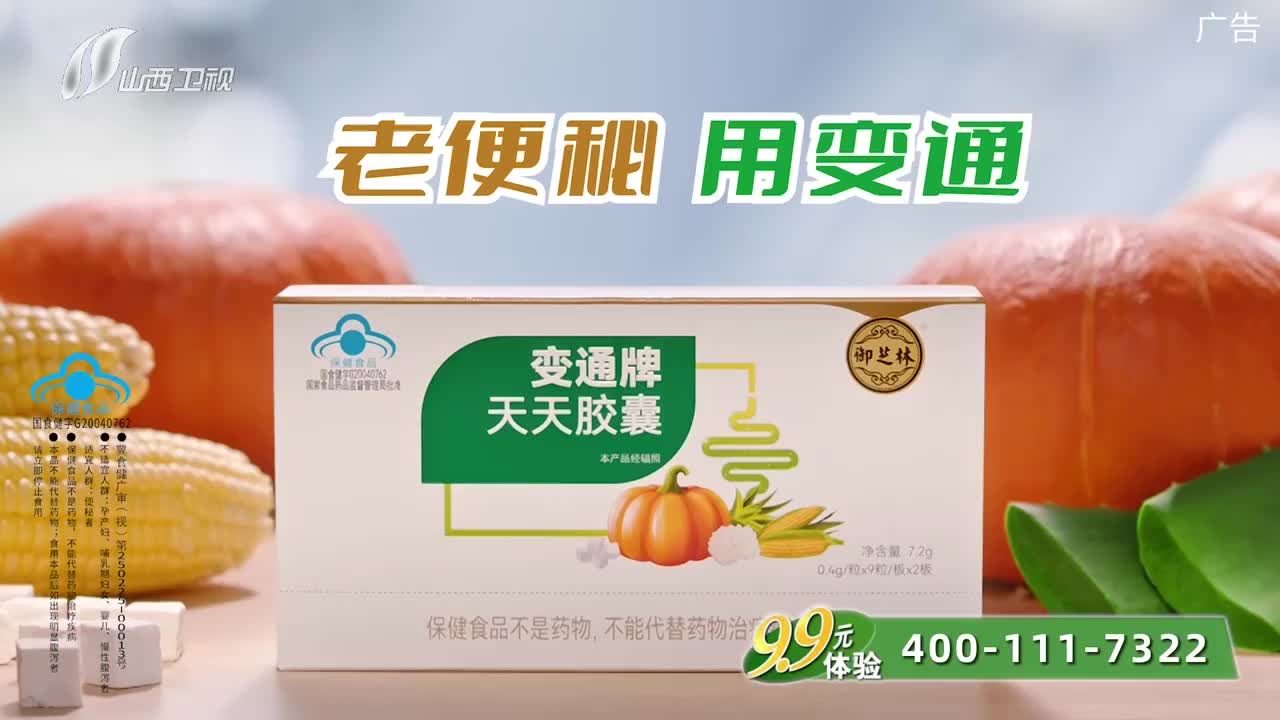 广告
山西卫视
老便秘 用变通
保健食品
国食健字G20040762
国家食品药品监督管理局批准
变通牌
天天胶囊
本产品经辐照
御芝林
净含量 7.2g
0.4g/粒x9粒/板x2板
保健食品不是药物,不能代替药物治
保健食品
国食健字G20040762
●冀食健广审(视)第250225-00013号
●不适宜人群:孕产妇、哺乳期妇女、婴儿、慢性腹泻者
适宜人群:便秘者
●保健食品不是药物,不能代替药物治疗疾病
●本品不能代替药物;食用本品后如出现明显腹泻者
请立即停止食用
9.9元
体验
400-111-7322